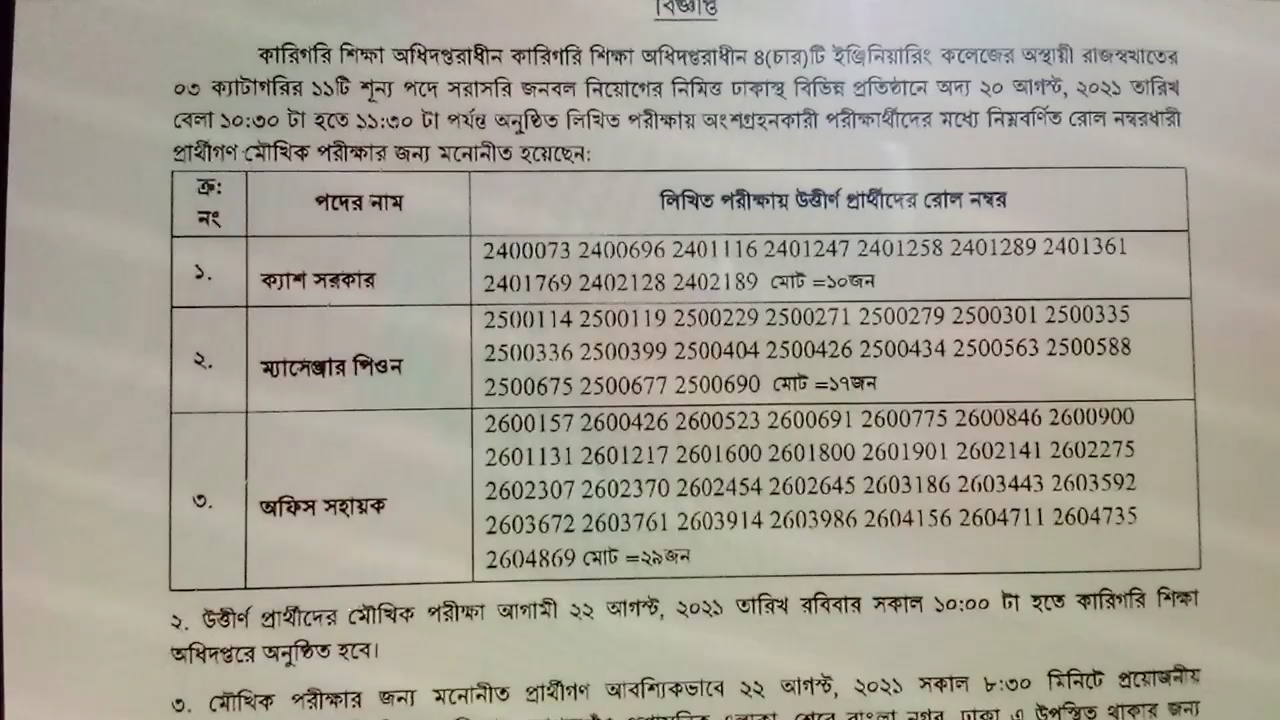 বিজ্ঞপ্তি
কারিগরি শিক্ষা অধিদপ্তরাধীন কারিগরি শিক্ষা অধিদপ্তরাধীন ৪(চার)টি ইঞ্জিনিয়ারিং কলেজের অস্থায়ী রাজস্বখাতের
০৩ ক্যাটাগরির ১১টি শূন্য পদে সরাসরি জনবল নিয়োগের নিমিত্ত ঢাকাস্থ বিভিন্ন প্রতিষ্ঠানে অদ্য ২০ আগস্ট, ২০২১ তারিখ
বেলা ১০:৩০ টা হতে ১১:৩০ টা পর্যন্ত অনুষ্ঠিত লিখিত পরীক্ষায় অংশগ্রহনকারী পরীক্ষার্থীদের মধ্যে নিম্নবর্ণিত রোল নম্বরধারী
প্রার্থীগণ মৌখিক পরীক্ষার জন্য মনোনীত হয়েছেন:
ক্র: নং পদের নাম লিখিত পরীক্ষায় উত্তীর্ণ প্রার্থীদের রোল নম্বর
১. ক্যাশ সরকার 2400073 2400696 2401116 2401247 2401258 2401289 2401361
2401769 2402128 2402189 মোট =১০জন
২. ম্যাসেঞ্জার পিওন 2500114 2500119 2500229 2500271 2500279 2500301 2500335
2500336 2500399 2500404 2500426 2500434 2500563 2500588
2500675 2500677 2500690 মোট =১৭জন
৩. অফিস সহায়ক 2600157 2600426 2600523 2600691 2600775 2600846 2600900
2601131 2601217 2601600 2601800 2601901 2602141 2602275
2602307 2602370 2602454 2602645 2603186 2603443 2603592
2603672 2603761 2603914 2603986 2604156 2604711 2604735
2604869 মোট =২৯জন
২. উত্তীর্ণ প্রার্থীদের মৌখিক পরীক্ষা আগামী ২২ আগস্ট, ২০২১ তারিখ রবিবার সকাল ১০:০০ টা হতে কারিগরি শিক্ষা
অধিদপ্তরে অনুষ্ঠিত হবে।
৩. মৌখিক পরীক্ষার জন্য মনোনীত প্রার্থীগণ আবশ্যিকভাবে ২২ আগস্ট, ২০২১ সকাল ৮:৩০ মিনিটে প্রয়োজনীয়
শেরে বাংলা নগর ঢাকা এ উপস্থিত থাকার জন্য